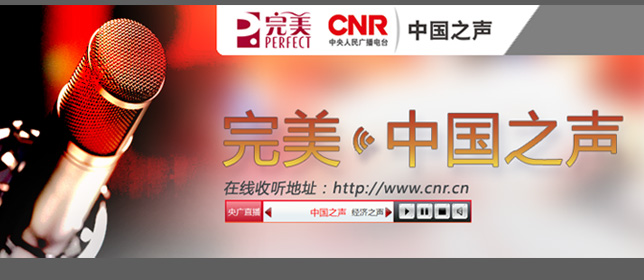 完美 PERFECT
CNR 中央人民广播电台
中国之声
完美 中国之声
在线收听地址：http://www.cnr.cn
央广直播 中国之声 经济之声